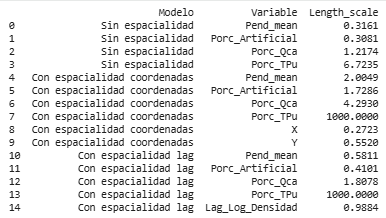 Modelo Variable Length_scale
0 Sin espacialidad Pend_mean 0.3161
1 Sin espacialidad Porc_Artificial 0.3081
2 Sin espacialidad Porc_Qca 1.2174
3 Sin espacialidad Porc_TPu 6.7235
4 Con espacialidad coordenadas Pend_mean 2.0049
5 Con espacialidad coordenadas Porc_Artificial 1.7286
6 Con espacialidad coordenadas Porc_Qca 4.2930
7 Con espacialidad coordenadas Porc_TPu 1000.0000
8 Con espacialidad coordenadas X 0.2723
9 Con espacialidad coordenadas Y 0.5520
10 Con espacialidad lag Pend_mean 0.5811
11 Con espacialidad lag Porc_Artificial 0.4101
12 Con espacialidad lag Porc_Qca 1.8078
13 Con espacialidad lag Porc_TPu 1000.0000
14 Con espacialidad lag Lag_Log_Densidad 0.9884